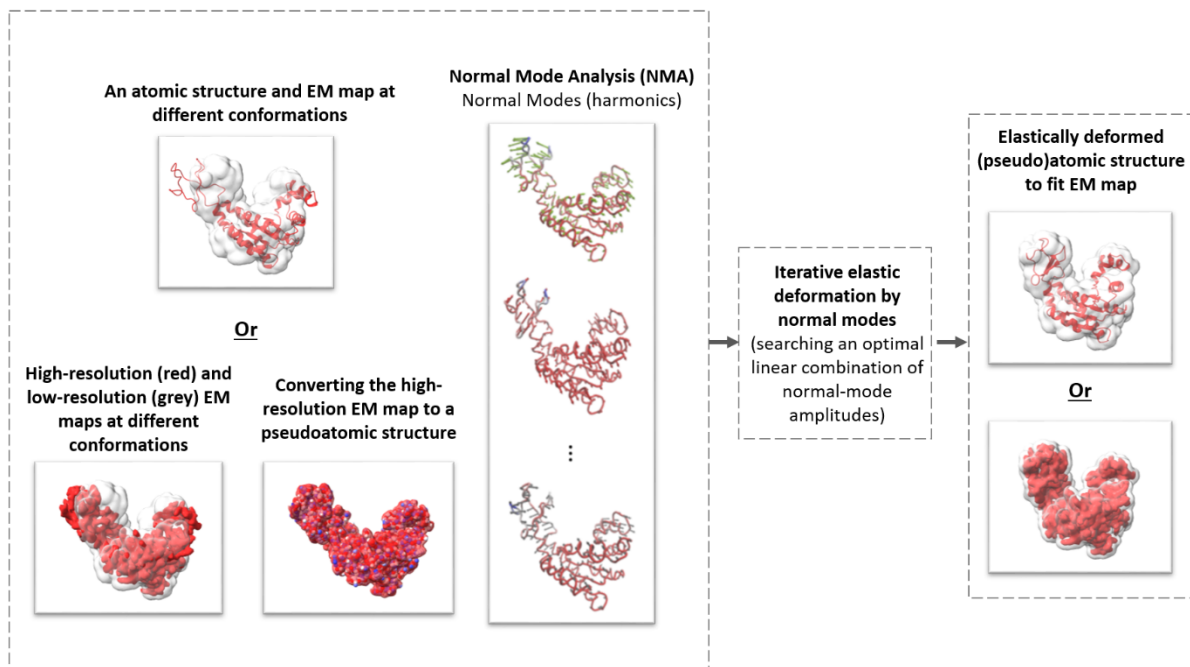 An atomic structure and EM map at
different conformations
Or
High-resolution (red) and
low-resolution (grey) EM
maps at different
conformations
Converting the high-
resolution EM map to a
pseudoatomic structure
Normal Mode Analysis (NMA)
Normal Modes (harmonics)
...
Iterative elastic
deformation by
normal modes
(searching an optimal
linear combination of
normal-mode
amplitudes)
Elastically deformed
(pseudo)atomic structure
to fit EM map
Or